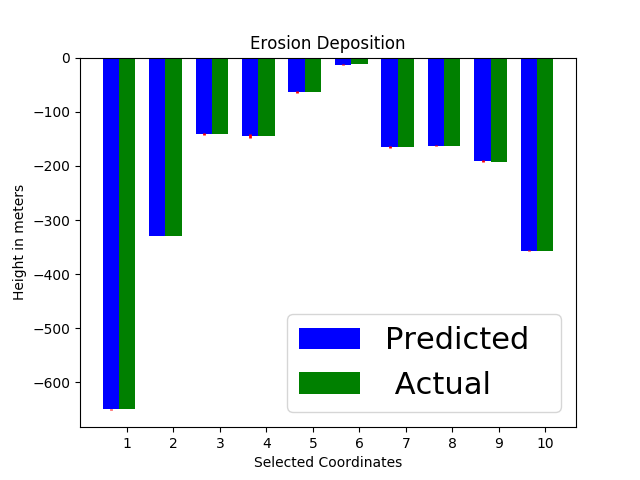 Erosion Deposition
Height in meters
0
−100
−200
−300
−400
−500
−600
1 2 3 4 5 6 7 8 9 10
Selected Coordinates
Predicted
Actual